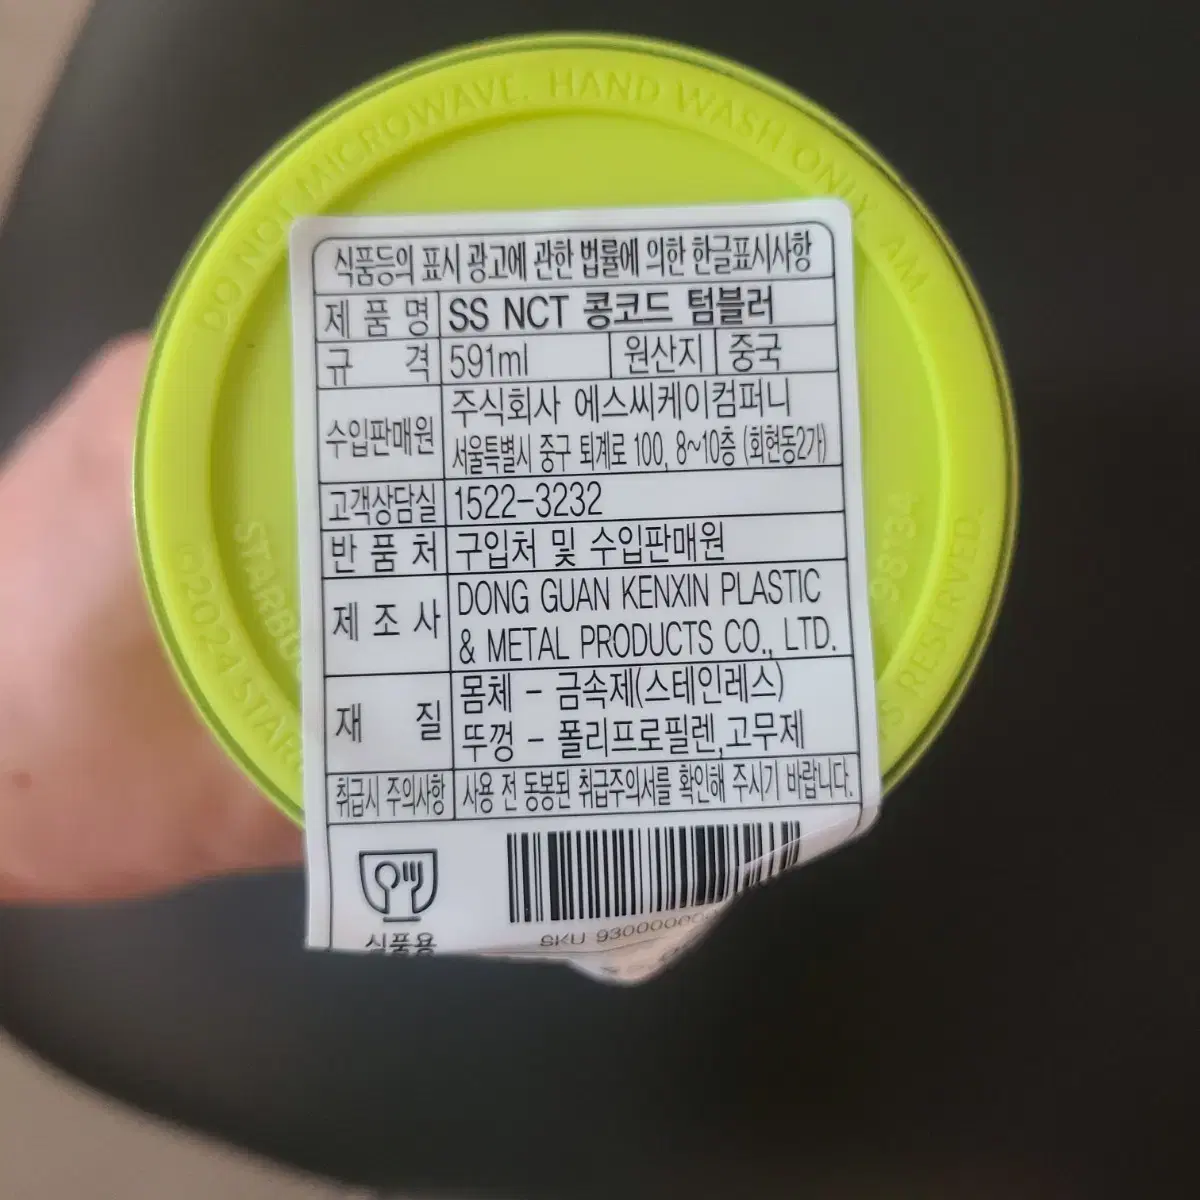 DO NOT MICROWAVE. HAND WASH ONLY.
식품등의 표시 광고에 관한 법률에 의한 한글표시사항
제품명 SS NCT 콩코드 텀블러
규격 591ml 원산지 중국
수입판매원 주식회사 에스씨케이컴퍼니
서울특별시 중구 퇴계로 100, 8~10층 (회현동2가)
고객상담실 1522-3232
반품처 구입처 및 수입판매원
제조사 DONG GUAN KENXIN PLASTIC
& METAL PRODUCTS CO., LTD.
재질 몸체 - 금속제(스테인레스)
뚜껑 - 폴리프로필렌,고무제
취급시 주의사항 사용 전 동봉된 취급주의서를 확인해 주시기 바랍니다.
식품용
SKU
98134
©2024
RESERVED.